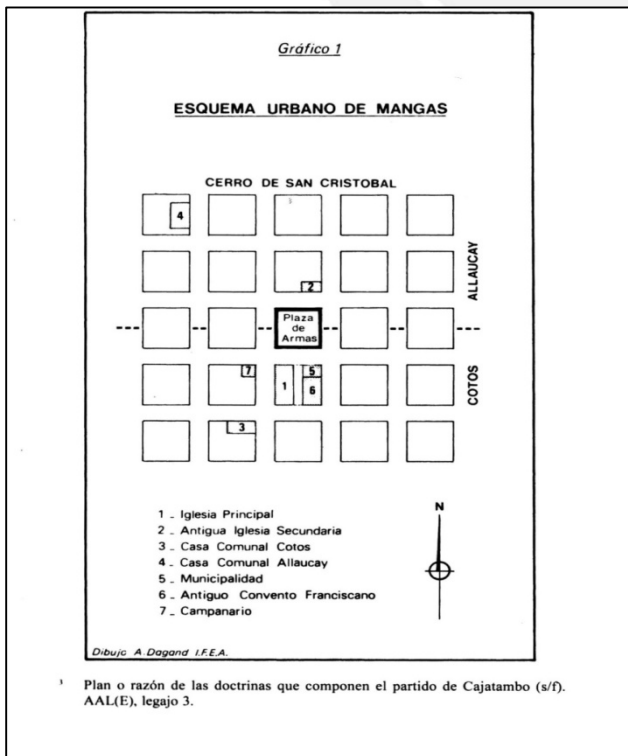 Gráfico 1
ESQUEMA URBANO DE MANGAS
CERRO DE SAN CRISTOBAL
4
ALLAUCAY
2
Plaza
de
Armas
7
1
5
6
COTOS
3
1 - Iglesia Principal
2 - Antigua Iglesia Secundaria
3 - Casa Comunal Cotos
4 - Casa Comunal Allaucay
5 - Municipalidad
6 - Antiguo Convento Franciscano
7 - Campanario
N
Dibujo A.Dagand I.F.E.A.
Plan o razón de las doctrinas que componen el partido de Cajatambo (s/f).
AAL(E), legajo 3.